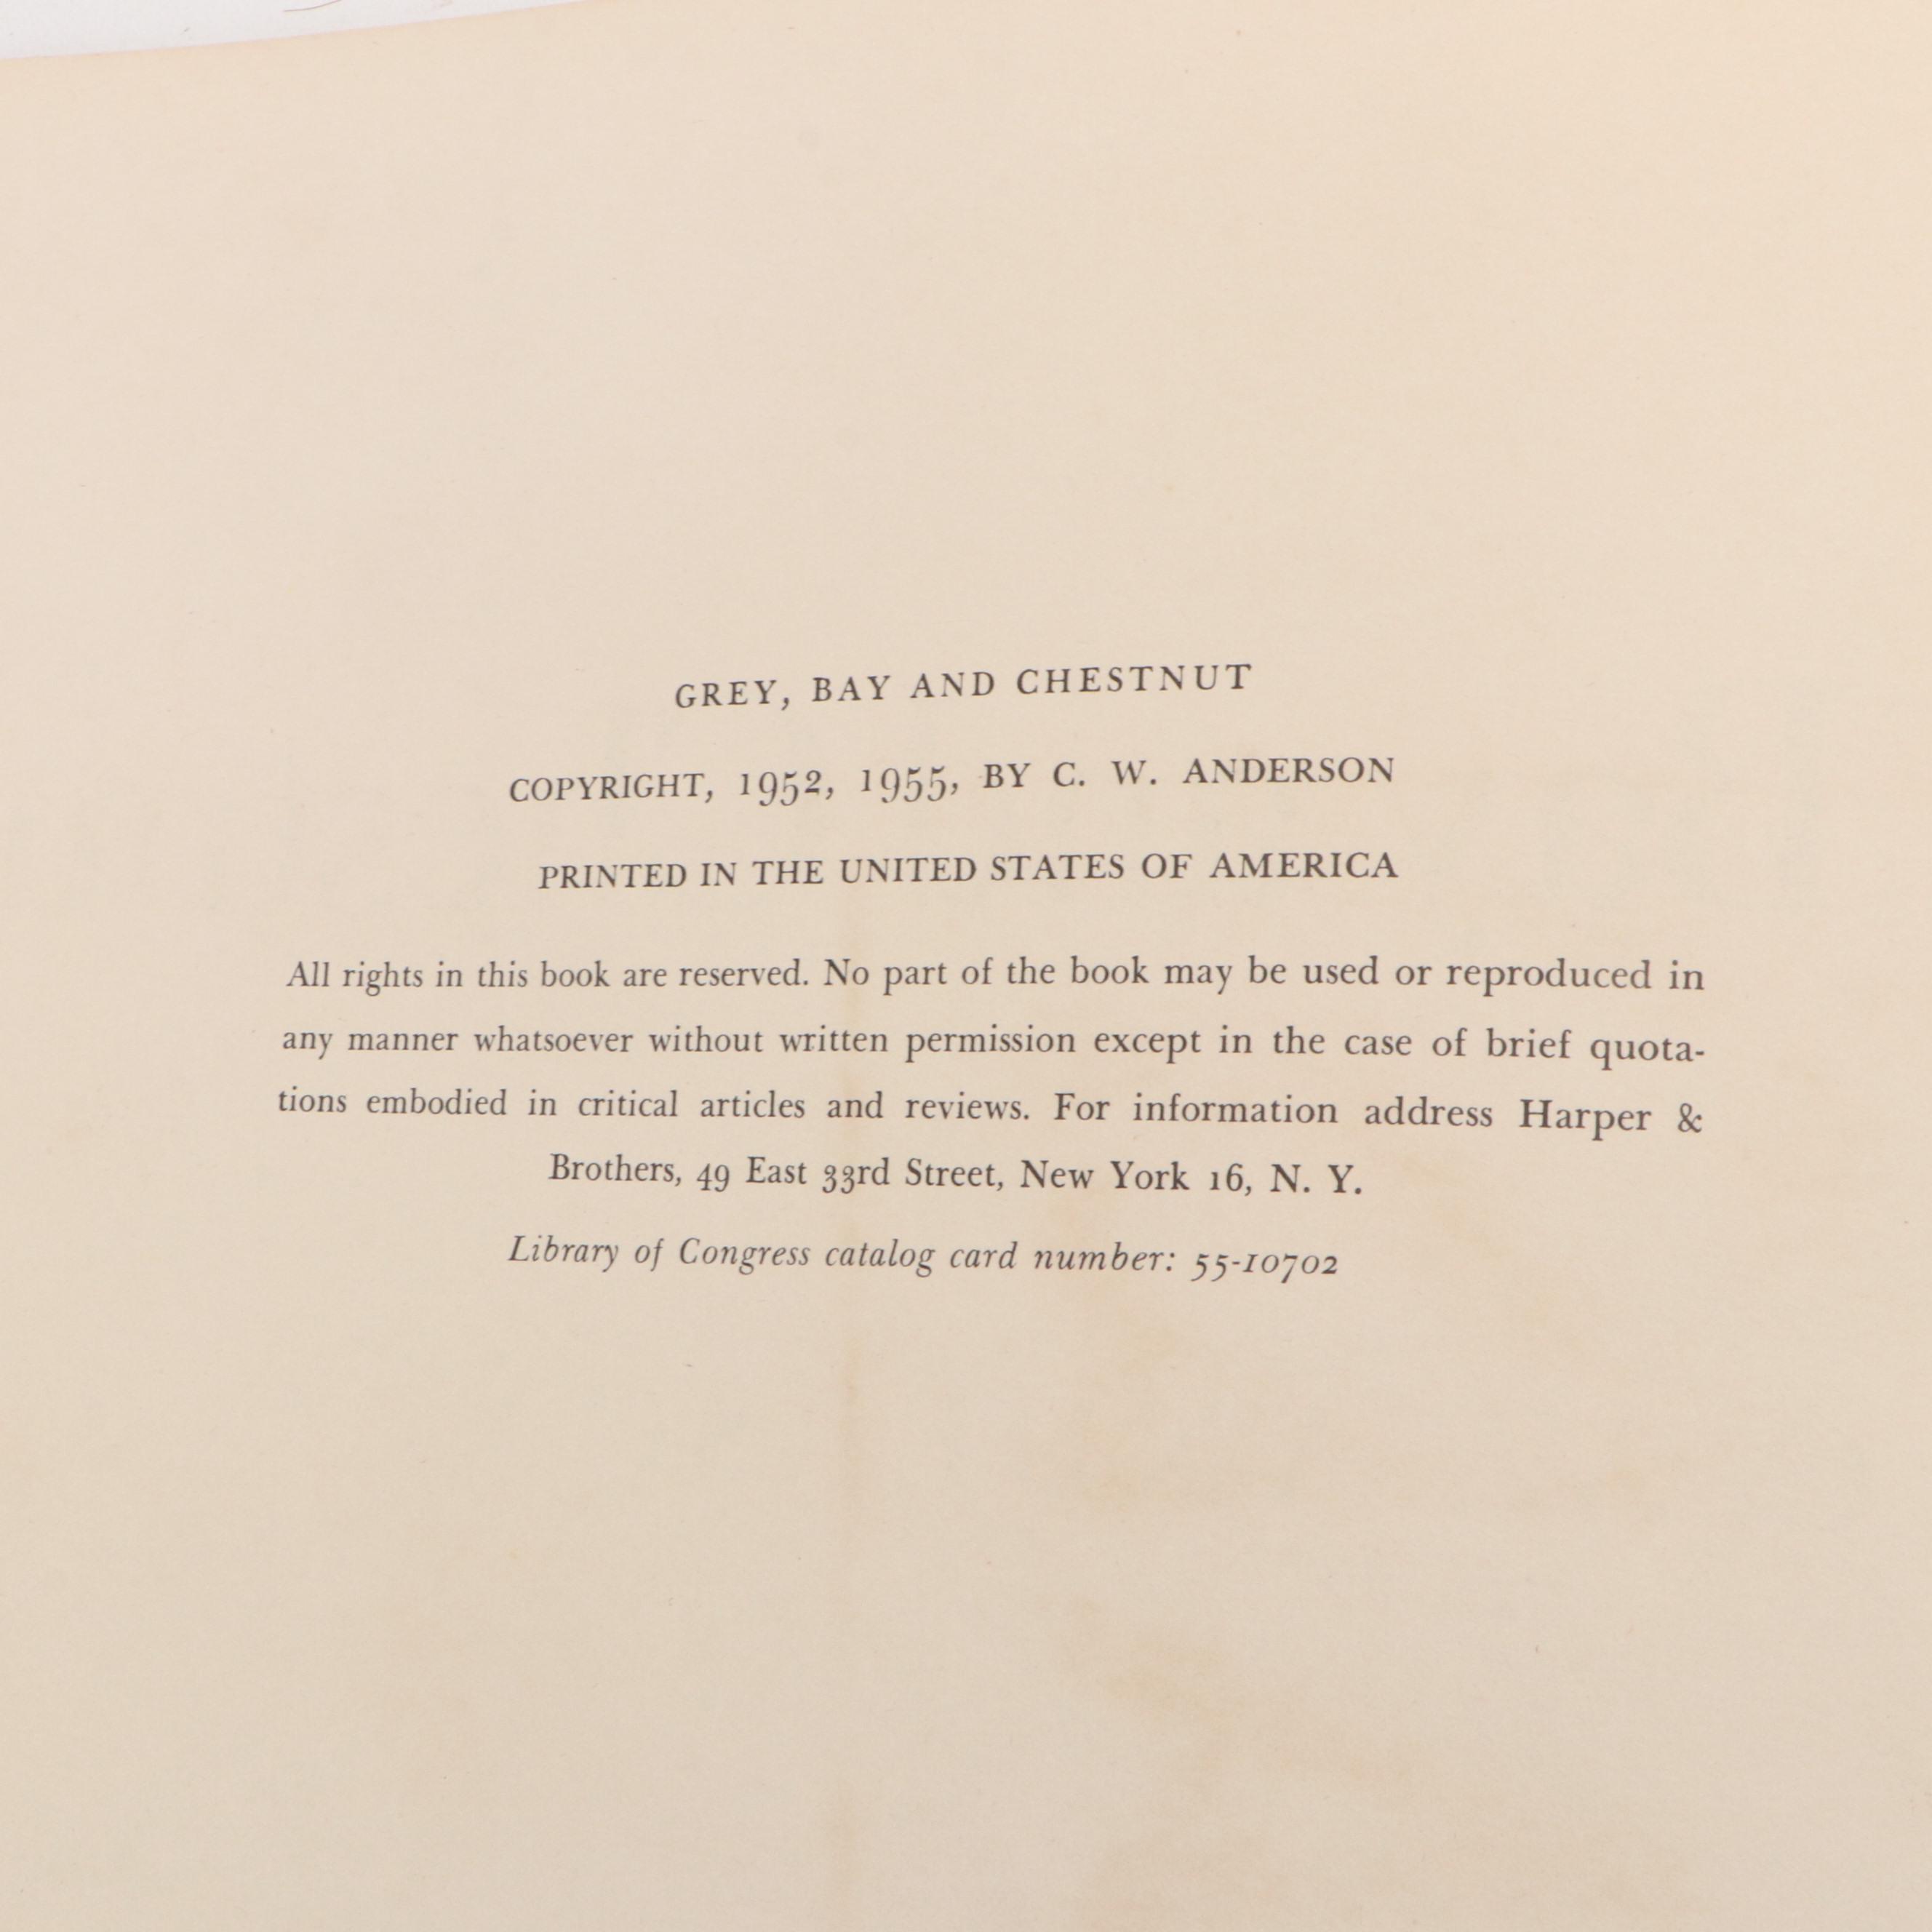 GREY, BAY AND CHESTNUT
COPYRIGHT, 1952, 1955, BY C. W. ANDERSON
PRINTED IN THE UNITED STATES OF AMERICA
All rights in this book are reserved. No part of the book may be used or reproduced in
any manner whatsoever without written permission except in the case of brief quota-
tions embodied in critical articles and reviews. For information address Harper &
Brothers, 49 East 33rd Street, New York 16, N. Y.
Library of Congress catalog card number: 55-10702